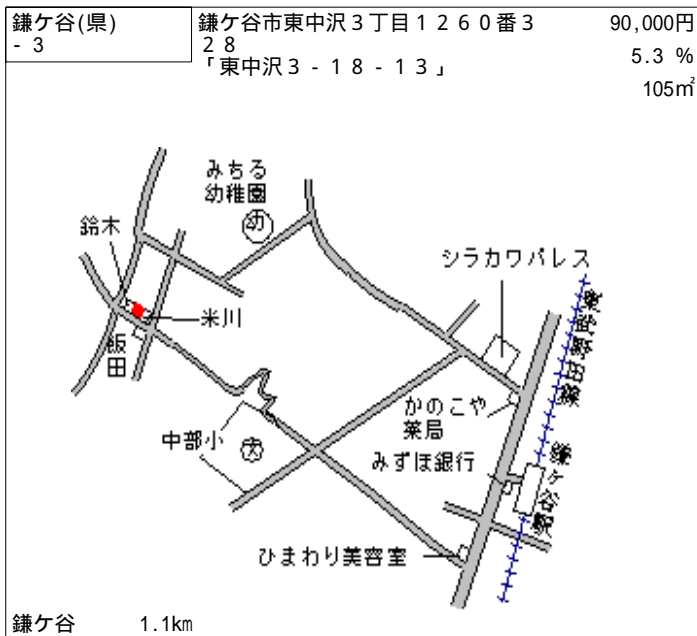 鎌ケ谷(県)
- 3
鎌ケ谷市東中沢３丁目１２６０番３
２８
「東中沢３‐１８‐１３」
90,000円
5.3 %
105㎡
みちる
幼稚園
幼
鈴木
シラカワパレス
米川
飯田
東武野田線
かのこや
薬局
中部小
文
みずほ銀行
鎌ヶ谷駅
ひまわり美容室
鎌ケ谷 1.1km